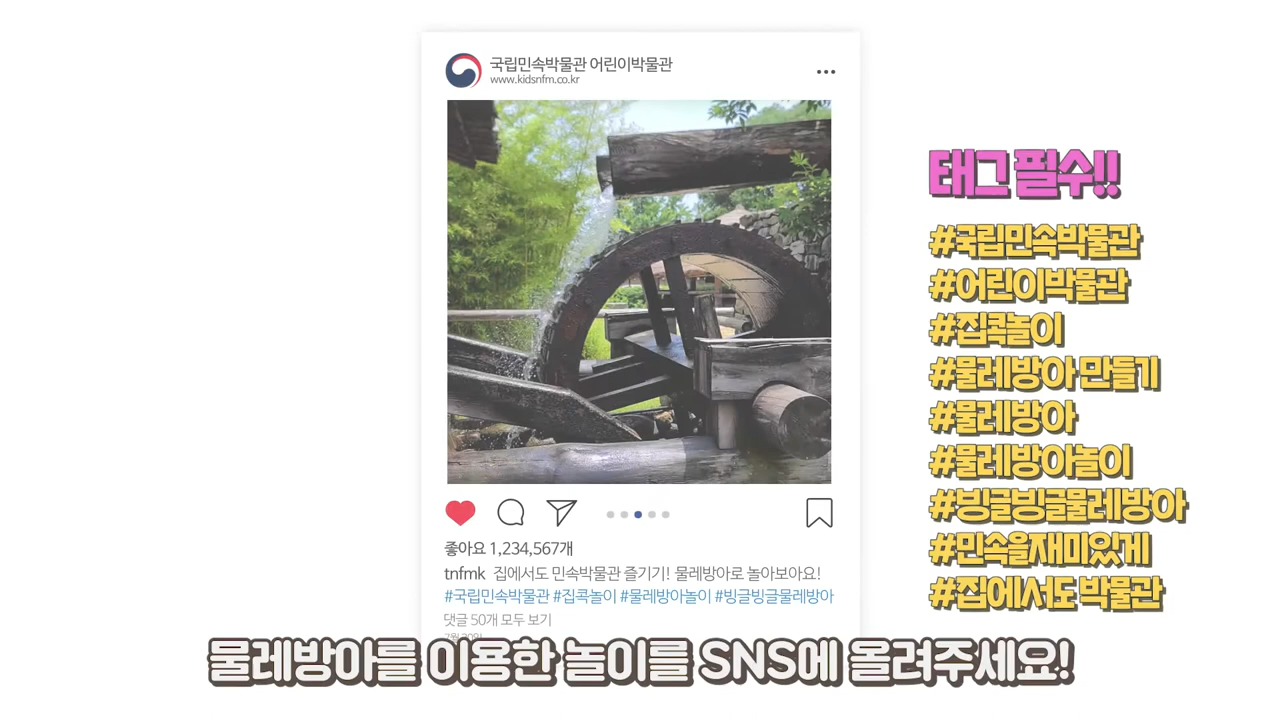 국립민속박물관 어린이박물관
www.kidsnfm.co.kr
좋아요 1,234,567개
tnfmk 집에서도 민속박물관 즐기기! 물레방아로 놀아보아요!
#국립민속박물관 #집콕놀이 #물레방아놀이 #빙글빙글물레방아
댓글 50개 모두 보기
태그 필수!!
#국립민속박물관
#어린이박물관
#집콕놀이
#물레방아 만들기
#물레방아
#물레방아놀이
#빙글빙글물레방아
#민속을재미있게
#집에서도 박물관
물레방아를 이용한 놀이를 SNS에 올려주세요!